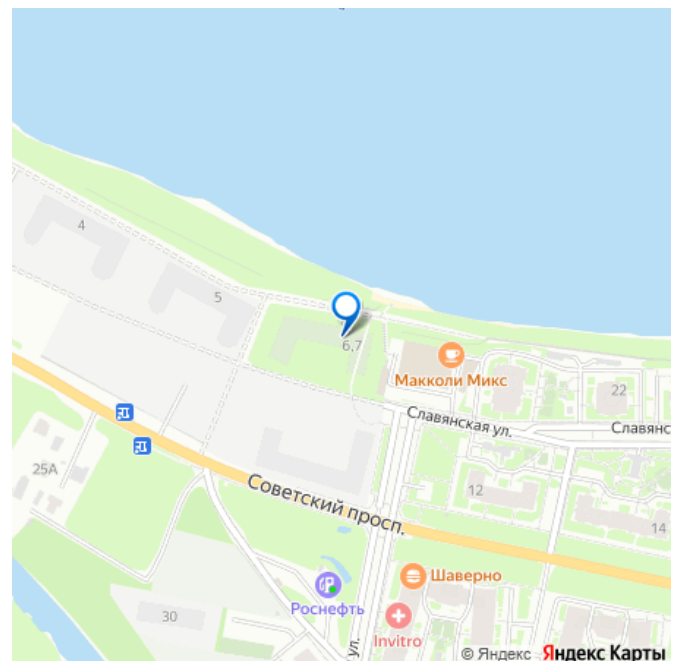 4
5
6,7
Макколи Микс
22
Славянская ул.
Славянс
25А
12
Советский просп.
14
Шаверно
Роснефть
30
Invitro
ул.
© Яндекс Яндекс Карты